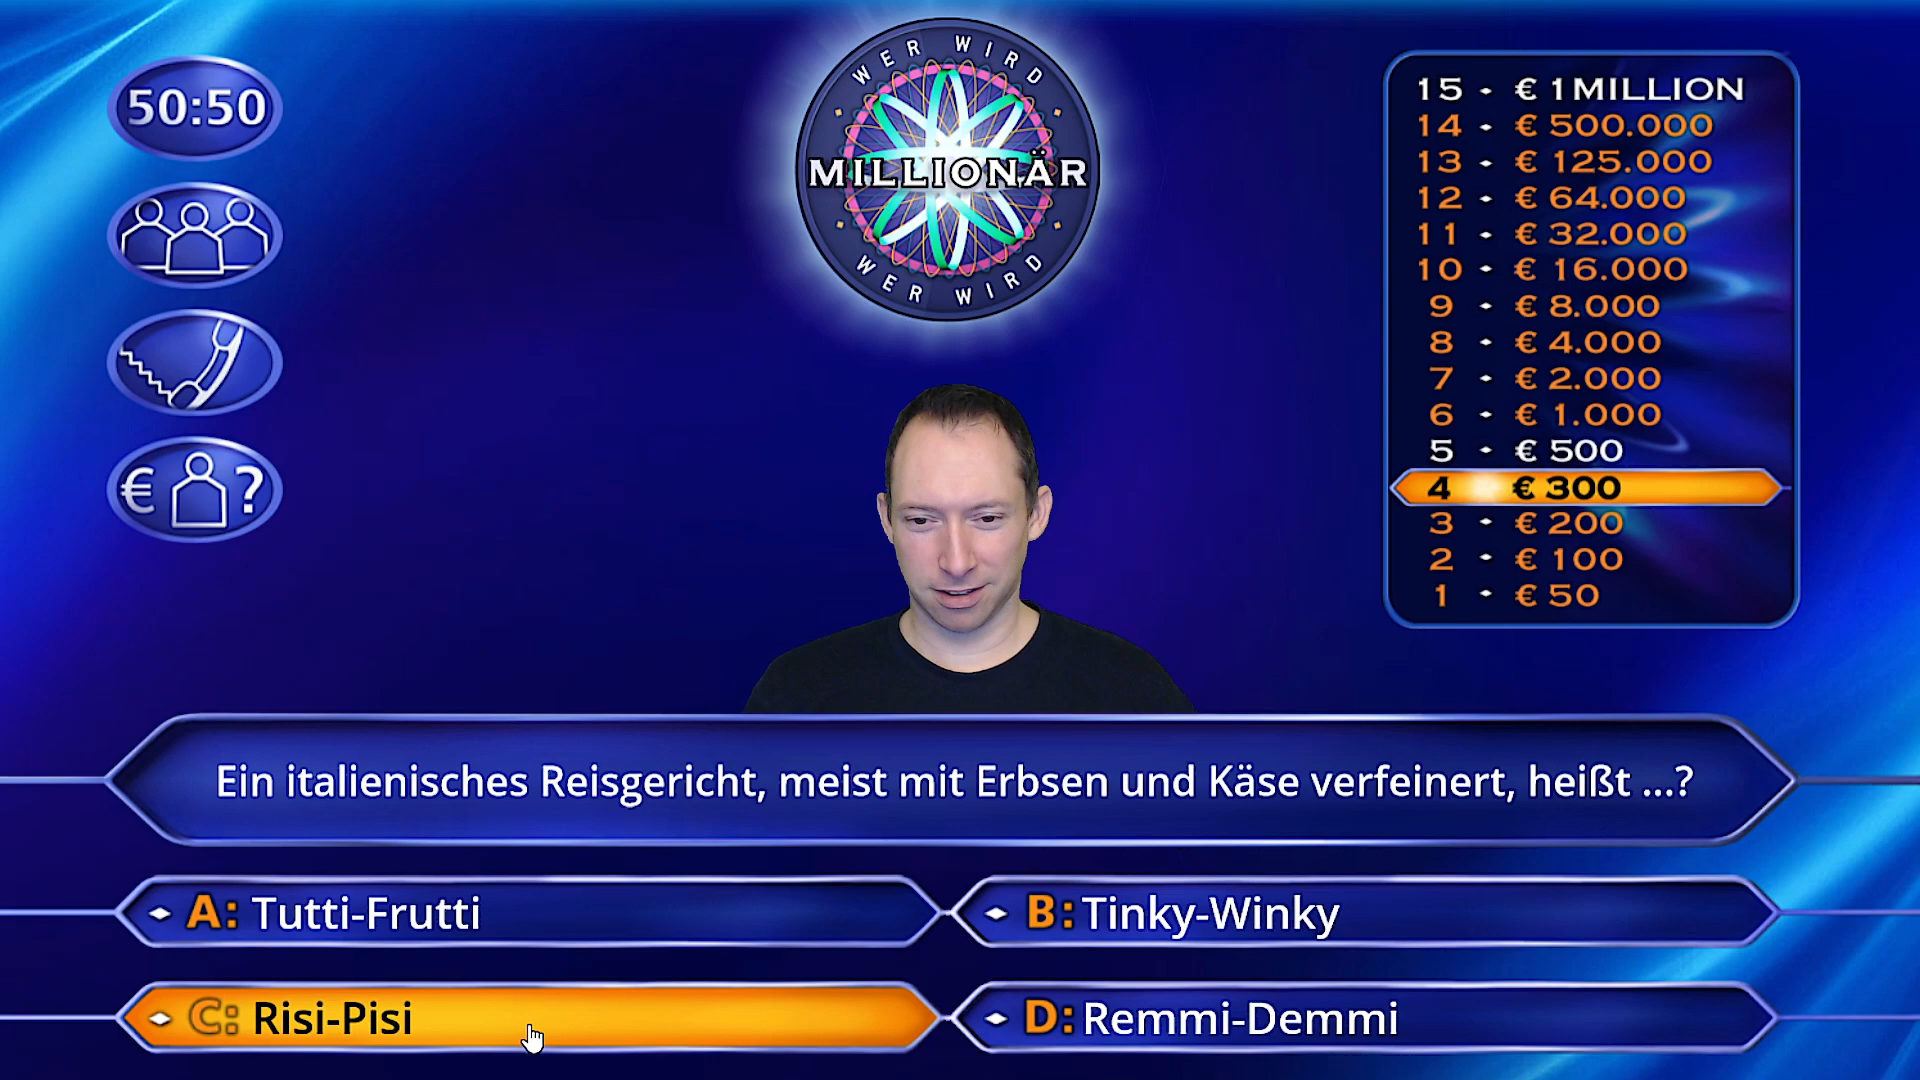 50:50
WER WIRD
MILLIONÄR
WER WIRD
€ ?
15 - € 1 MILLION
14 - € 500.000
13 - € 125.000
12 - € 64.000
11 - € 32.000
10 - € 16.000
9 - € 8.000
8 - € 4.000
7 - € 2.000
6 - € 1.000
5 - € 500
4 € 300
3 - € 200
2 - € 100
1 - € 50
Ein italienisches Reisgericht, meist mit Erbsen und Käse verfeinert, heißt ...?
A: Tutti-Frutti
B: Tinky-Winky
C: Risi-Pisi
D: Remmi-Demmi